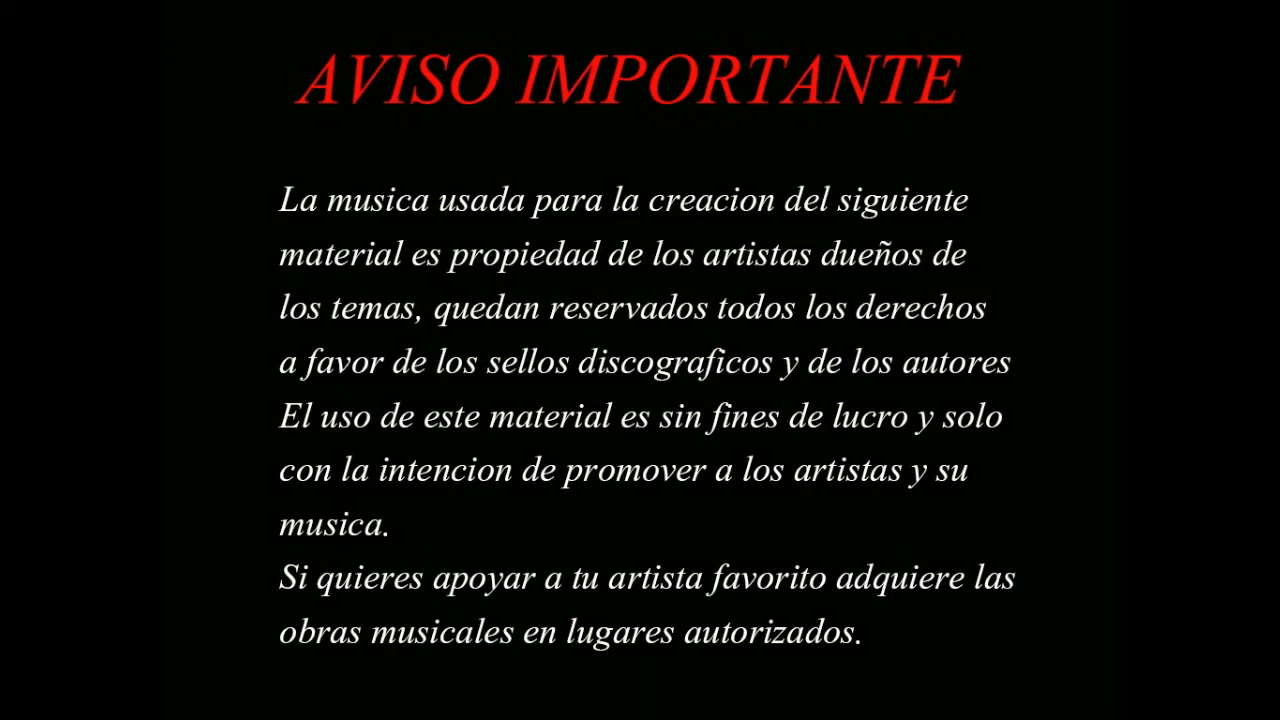 AVISO IMPORTANTE
La musica usada para la creacion del siguiente
material es propiedad de los artistas dueños de
los temas, quedan reservados todos los derechos
a favor de los sellos discograficos y de los autores
El uso de este material es sin fines de lucro y solo
con la intencion de promover a los artistas y su
musica.
Si quieres apoyar a tu artista favorito adquiere las
obras musicales en lugares autorizados.